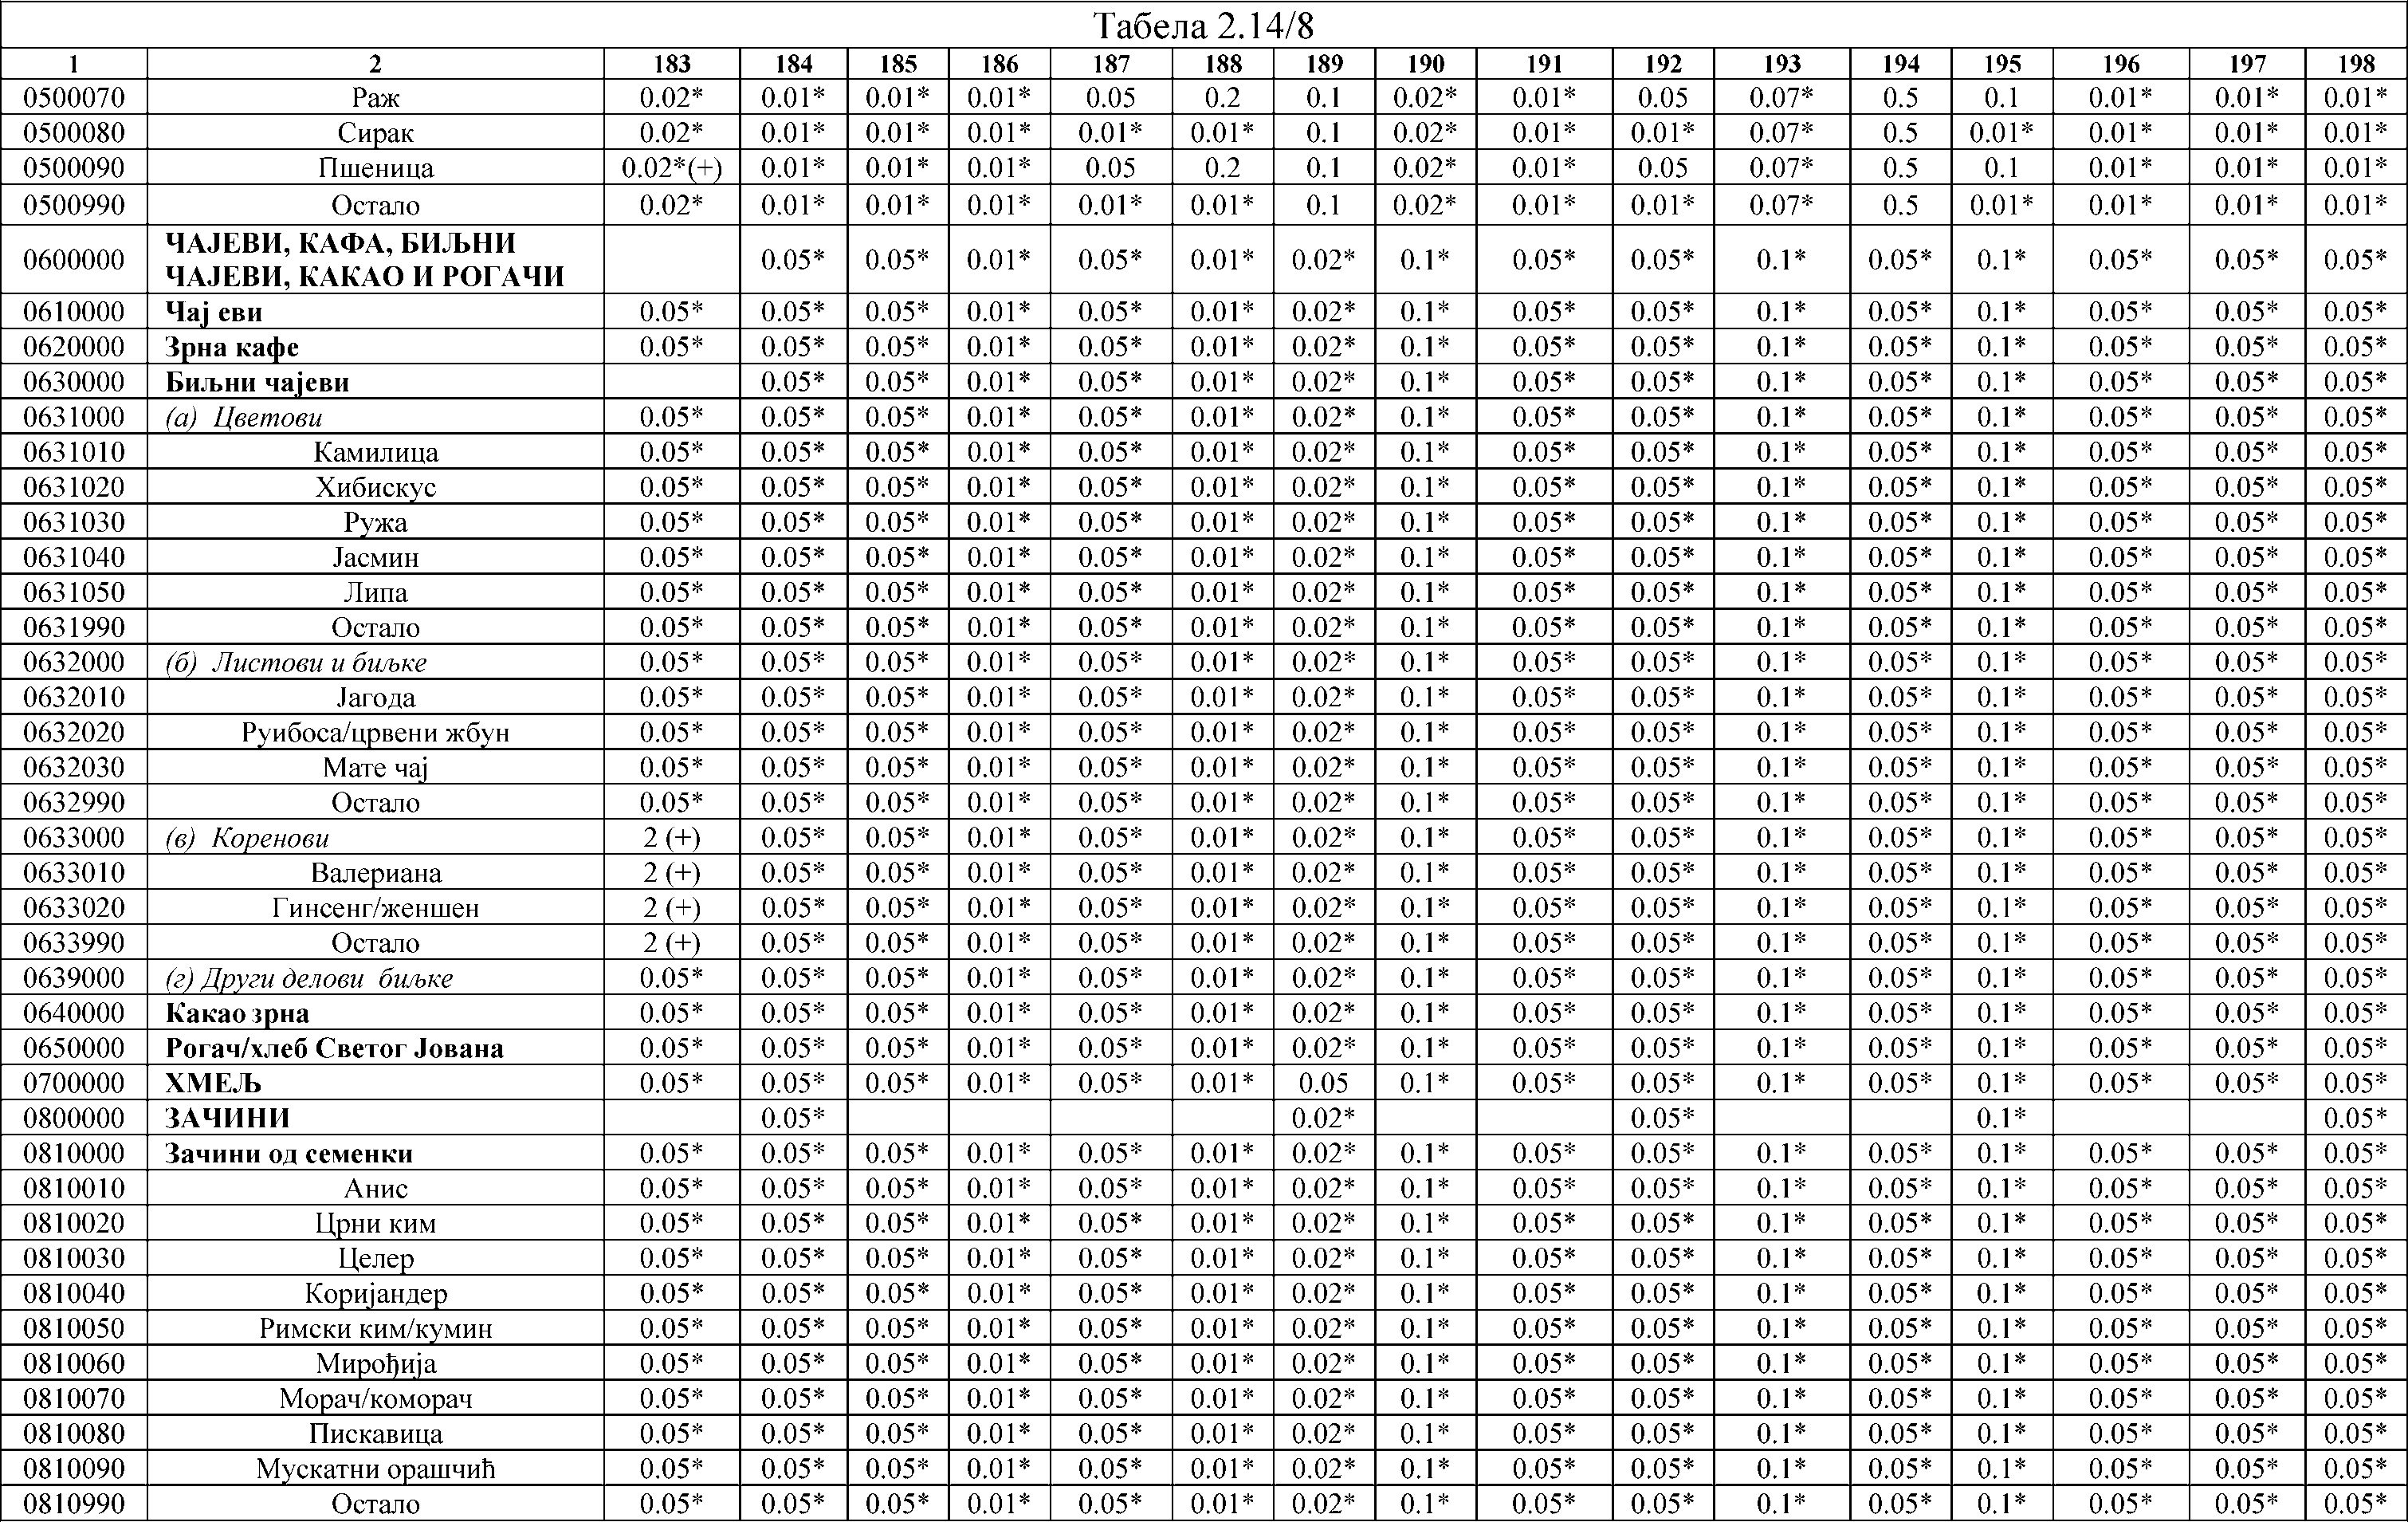 Табела 2.14/8
1 2 183 184 185 186 187 188 189 190 191 192 193 194 195 196 197 198
0500070 Раж 0.02* 0.01* 0.01* 0.01* 0.05 0.2 0.1 0.02* 0.01* 0.05 0.07* 0.5 0.1 0.01* 0.01* 0.01*
0500080 Сирак 0.02* 0.01* 0.01* 0.01* 0.01* 0.01* 0.1 0.02* 0.01* 0.01* 0.07* 0.5 0.01* 0.01* 0.01* 0.01*
0500090 Пшеница 0.02*(+) 0.01* 0.01* 0.01* 0.05 0.2 0.1 0.02* 0.01* 0.05 0.07* 0.5 0.1 0.01* 0.01* 0.01*
0500990 Остало 0.02* 0.01* 0.01* 0.01* 0.01* 0.01* 0.1 0.02* 0.01* 0.01* 0.07* 0.5 0.01* 0.01* 0.01* 0.01*
ЧАЈЕВИ, КАФА, БИЉНИ
0600000 ЧАЈЕВИ, КАКАО И РОГАЧИ 0.05* 0.05* 0.01* 0.05* 0.01* 0.02* 0.1* 0.05* 0.05* 0.1* 0.05* 0.1* 0.05* 0.05* 0.05*
0610000 Чај еви 0.05* 0.05* 0.05* 0.01* 0.05* 0.01* 0.02* 0.1* 0.05* 0.05* 0.1* 0.05* 0.1* 0.05* 0.05* 0.05*
0620000 Зрна кафе 0.05* 0.05* 0.05* 0.01* 0.05* 0.01* 0.02* 0.1* 0.05* 0.05* 0.1* 0.05* 0.1* 0.05* 0.05* 0.05*
0630000 Биљни чајеви 0.05* 0.05* 0.01* 0.05* 0.01* 0.02* 0.1* 0.05* 0.05* 0.1* 0.05* 0.1* 0.05* 0.05* 0.05*
0631000 (а) Цветови 0.05* 0.05* 0.05* 0.01* 0.05* 0.01* 0.02* 0.1* 0.05* 0.05* 0.1* 0.05* 0.1* 0.05* 0.05* 0.05*
0631010 Камилица 0.05* 0.05* 0.05* 0.01* 0.05* 0.01* 0.02* 0.1* 0.05* 0.05* 0.1* 0.05* 0.1* 0.05* 0.05* 0.05*
0631020 Хибискус 0.05* 0.05* 0.05* 0.01* 0.05* 0.01* 0.02* 0.1* 0.05* 0.05* 0.1* 0.05* 0.1* 0.05* 0.05* 0.05*
0631030 Ружа 0.05* 0.05* 0.05* 0.01* 0.05* 0.01* 0.02* 0.1* 0.05* 0.05* 0.1* 0.05* 0.1* 0.05* 0.05* 0.05*
0631040 Јасмин 0.05* 0.05* 0.05* 0.01* 0.05* 0.01* 0.02* 0.1* 0.05* 0.05* 0.1* 0.05* 0.1* 0.05* 0.05* 0.05*
0631050 Липа 0.05* 0.05* 0.05* 0.01* 0.05* 0.01* 0.02* 0.1* 0.05* 0.05* 0.1* 0.05* 0.1* 0.05* 0.05* 0.05*
0631990 Остало 0.05* 0.05* 0.05* 0.01* 0.05* 0.01* 0.02* 0.1* 0.05* 0.05* 0.1* 0.05* 0.1* 0.05* 0.05* 0.05*
0632000 (б) Листови и биљке 0.05* 0.05* 0.05* 0.01* 0.05* 0.01* 0.02* 0.1* 0.05* 0.05* 0.1* 0.05* 0.1* 0.05* 0.05* 0.05*
0632010 Јагода 0.05* 0.05* 0.05* 0.01* 0.05* 0.01* 0.02* 0.1* 0.05* 0.05* 0.1* 0.05* 0.1* 0.05* 0.05* 0.05*
0632020 Руибоса/црвени жбун 0.05* 0.05* 0.05* 0.01* 0.05* 0.01* 0.02* 0.1* 0.05* 0.05* 0.1* 0.05* 0.1* 0.05* 0.05* 0.05*
0632030 Мате чај 0.05* 0.05* 0.05* 0.01* 0.05* 0.01* 0.02* 0.1* 0.05* 0.05* 0.1* 0.05* 0.1* 0.05* 0.05* 0.05*
0632990 Остало 0.05* 0.05* 0.05* 0.01* 0.05* 0.01* 0.02* 0.1* 0.05* 0.05* 0.1* 0.05* 0.1* 0.05* 0.05* 0.05*
0633000 (в) Коренови 2 (+) 0.05* 0.05* 0.01* 0.05* 0.01* 0.02* 0.1* 0.05* 0.05* 0.1* 0.05* 0.1* 0.05* 0.05* 0.05*
0633010 Валериана 2 (+) 0.05* 0.05* 0.01* 0.05* 0.01* 0.02* 0.1* 0.05* 0.05* 0.1* 0.05* 0.1* 0.05* 0.05* 0.05*
0633020 Гинсенг/женшен 2 (+) 0.05* 0.05* 0.01* 0.05* 0.01* 0.02* 0.1* 0.05* 0.05* 0.1* 0.05* 0.1* 0.05* 0.05* 0.05*
0633990 Остало 2 (+) 0.05* 0.05* 0.01* 0.05* 0.01* 0.02* 0.1* 0.05* 0.05* 0.1* 0.05* 0.1* 0.05* 0.05* 0.05*
0639000 (г) Други делови биљке 0.05* 0.05* 0.05* 0.01* 0.05* 0.01* 0.02* 0.1* 0.05* 0.05* 0.1* 0.05* 0.1* 0.05* 0.05* 0.05*
0640000 Какао зрна 0.05* 0.05* 0.05* 0.01* 0.05* 0.01* 0.02* 0.1* 0.05* 0.05* 0.1* 0.05* 0.1* 0.05* 0.05* 0.05*
0650000 Рогач/хлеб Светог Јована 0.05* 0.05* 0.05* 0.01* 0.05* 0.01* 0.02* 0.1* 0.05* 0.05* 0.1* 0.05* 0.1* 0.05* 0.05* 0.05*
0700000 ХМЕЉ 0.05* 0.05* 0.05* 0.01* 0.05* 0.01* 0.05 0.1* 0.05* 0.05* 0.1* 0.05* 0.1* 0.05* 0.05* 0.05*
0800000 ЗАЧИНИ 0.05* 0.02* 0.05* 0.1* 0.05*
0810000 Зачини од семенки 0.05* 0.05* 0.05* 0.01* 0.05* 0.01* 0.02* 0.1* 0.05* 0.05* 0.1* 0.05* 0.1* 0.05* 0.05* 0.05*
0810010 Анис 0.05* 0.05* 0.05* 0.01* 0.05* 0.01* 0.02* 0.1* 0.05* 0.05* 0.1* 0.05* 0.1* 0.05* 0.05* 0.05*
0810020 Црни ким 0.05* 0.05* 0.05* 0.01* 0.05* 0.01* 0.02* 0.1* 0.05* 0.05* 0.1* 0.05* 0.1* 0.05* 0.05* 0.05*
0810030 Целер 0.05* 0.05* 0.05* 0.01* 0.05* 0.01* 0.02* 0.1* 0.05* 0.05* 0.1* 0.05* 0.1* 0.05* 0.05* 0.05*
0810040 Коријандер 0.05* 0.05* 0.05* 0.01* 0.05* 0.01* 0.02* 0.1* 0.05* 0.05* 0.1* 0.05* 0.1* 0.05* 0.05* 0.05*
0810050 Римски ким/кумин 0.05* 0.05* 0.05* 0.01* 0.05* 0.01* 0.02* 0.1* 0.05* 0.05* 0.1* 0.05* 0.1* 0.05* 0.05* 0.05*
0810060 Мирођија 0.05* 0.05* 0.05* 0.01* 0.05* 0.01* 0.02* 0.1* 0.05* 0.05* 0.1* 0.05* 0.1* 0.05* 0.05* 0.05*
0810070 Морач/коморач 0.05* 0.05* 0.05* 0.01* 0.05* 0.01* 0.02* 0.1* 0.05* 0.05* 0.1* 0.05* 0.1* 0.05* 0.05* 0.05*
0810080 Пискавица 0.05* 0.05* 0.05* 0.01* 0.05* 0.01* 0.02* 0.1* 0.05* 0.05* 0.1* 0.05* 0.1* 0.05* 0.05* 0.05*
0810090 Мускатни орашчић 0.05* 0.05* 0.05* 0.01* 0.05* 0.01* 0.02* 0.1* 0.05* 0.05* 0.1* 0.05* 0.1* 0.05* 0.05* 0.05*
0810990 Остало 0.05* 0.05* 0.05* 0.01* 0.05* 0.01* 0.02* 0.1* 0.05* 0.05* 0.1* 0.05* 0.1* 0.05* 0.05* 0.05*